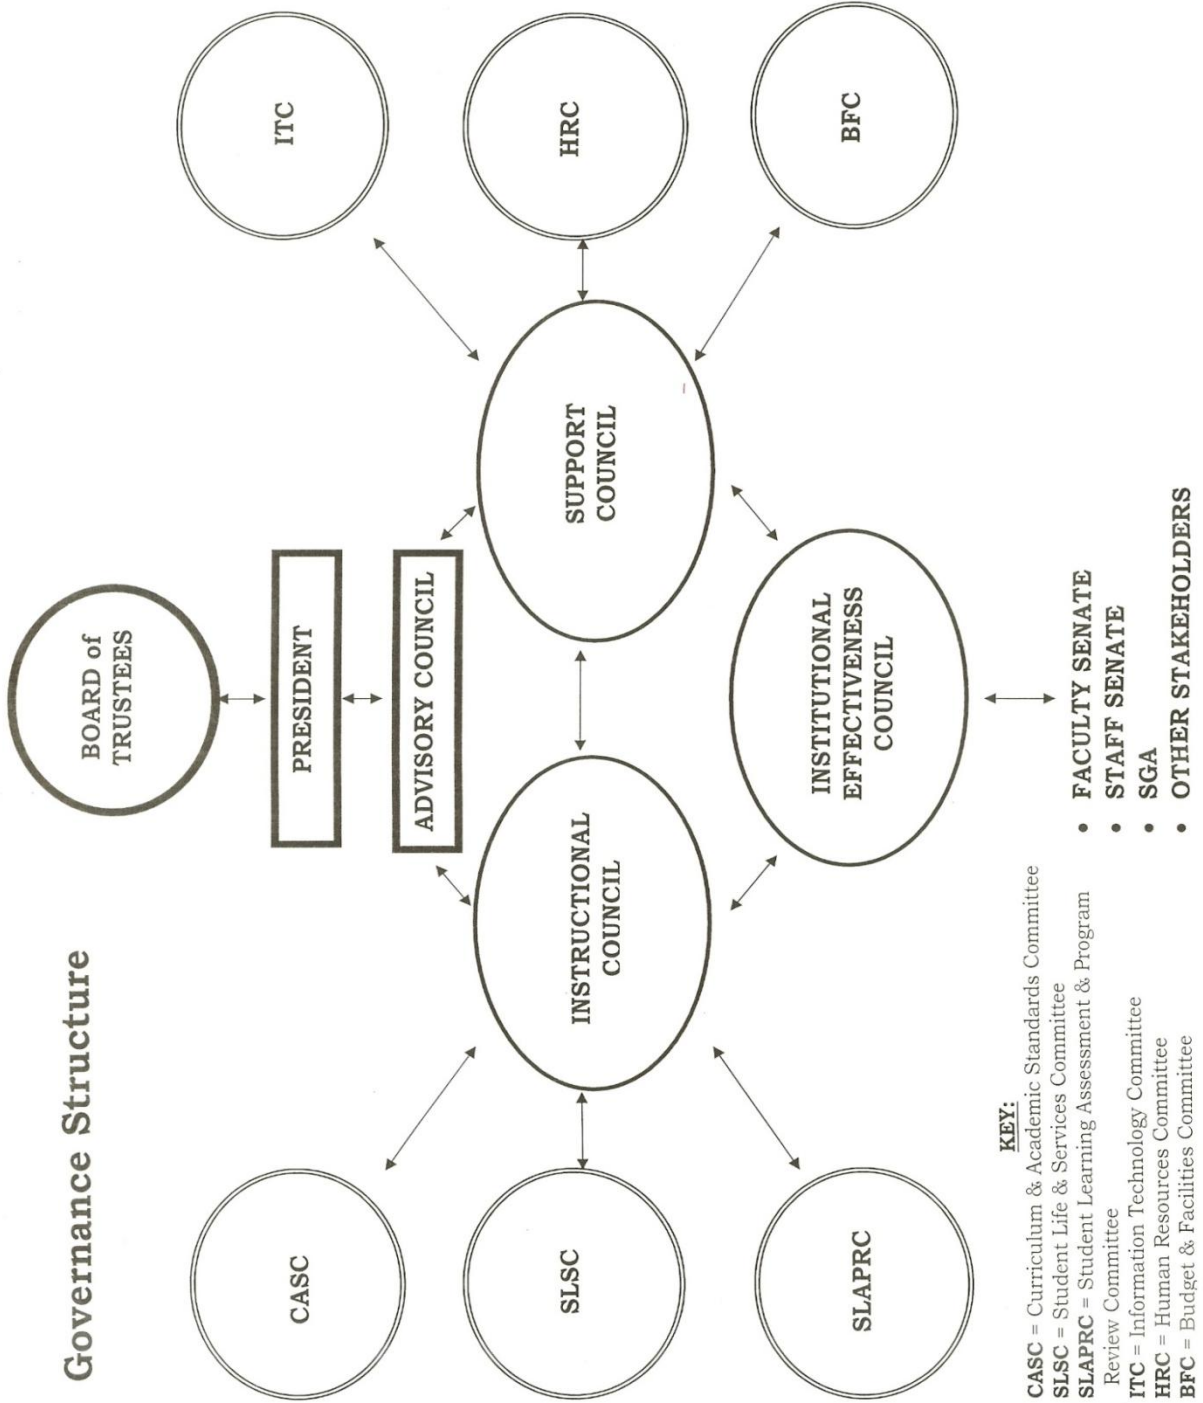 Governance Structure
BOARD of
TRUSTEES
PRESIDENT
ADVISORY COUNCIL
CASC
INSTRUCTIONAL
COUNCIL
SUPPORT
COUNCIL
ITC
SLSC
HRC
SLAPRC
INSTITUTIONAL
EFFECTIVENESS
COUNCIL
BFC
KEY:
CASC = Curriculum & Academic Standards Committee
SLSC = Student Life & Services Committee
SLAPRC = Student Learning Assessment & Program
Review Committee
ITC = Information Technology Committee
HRC = Human Resources Committee
BFC = Budget & Facilities Committee
• FACULTY SENATE
• STAFF SENATE
• SGA
• OTHER STAKEHOLDERS